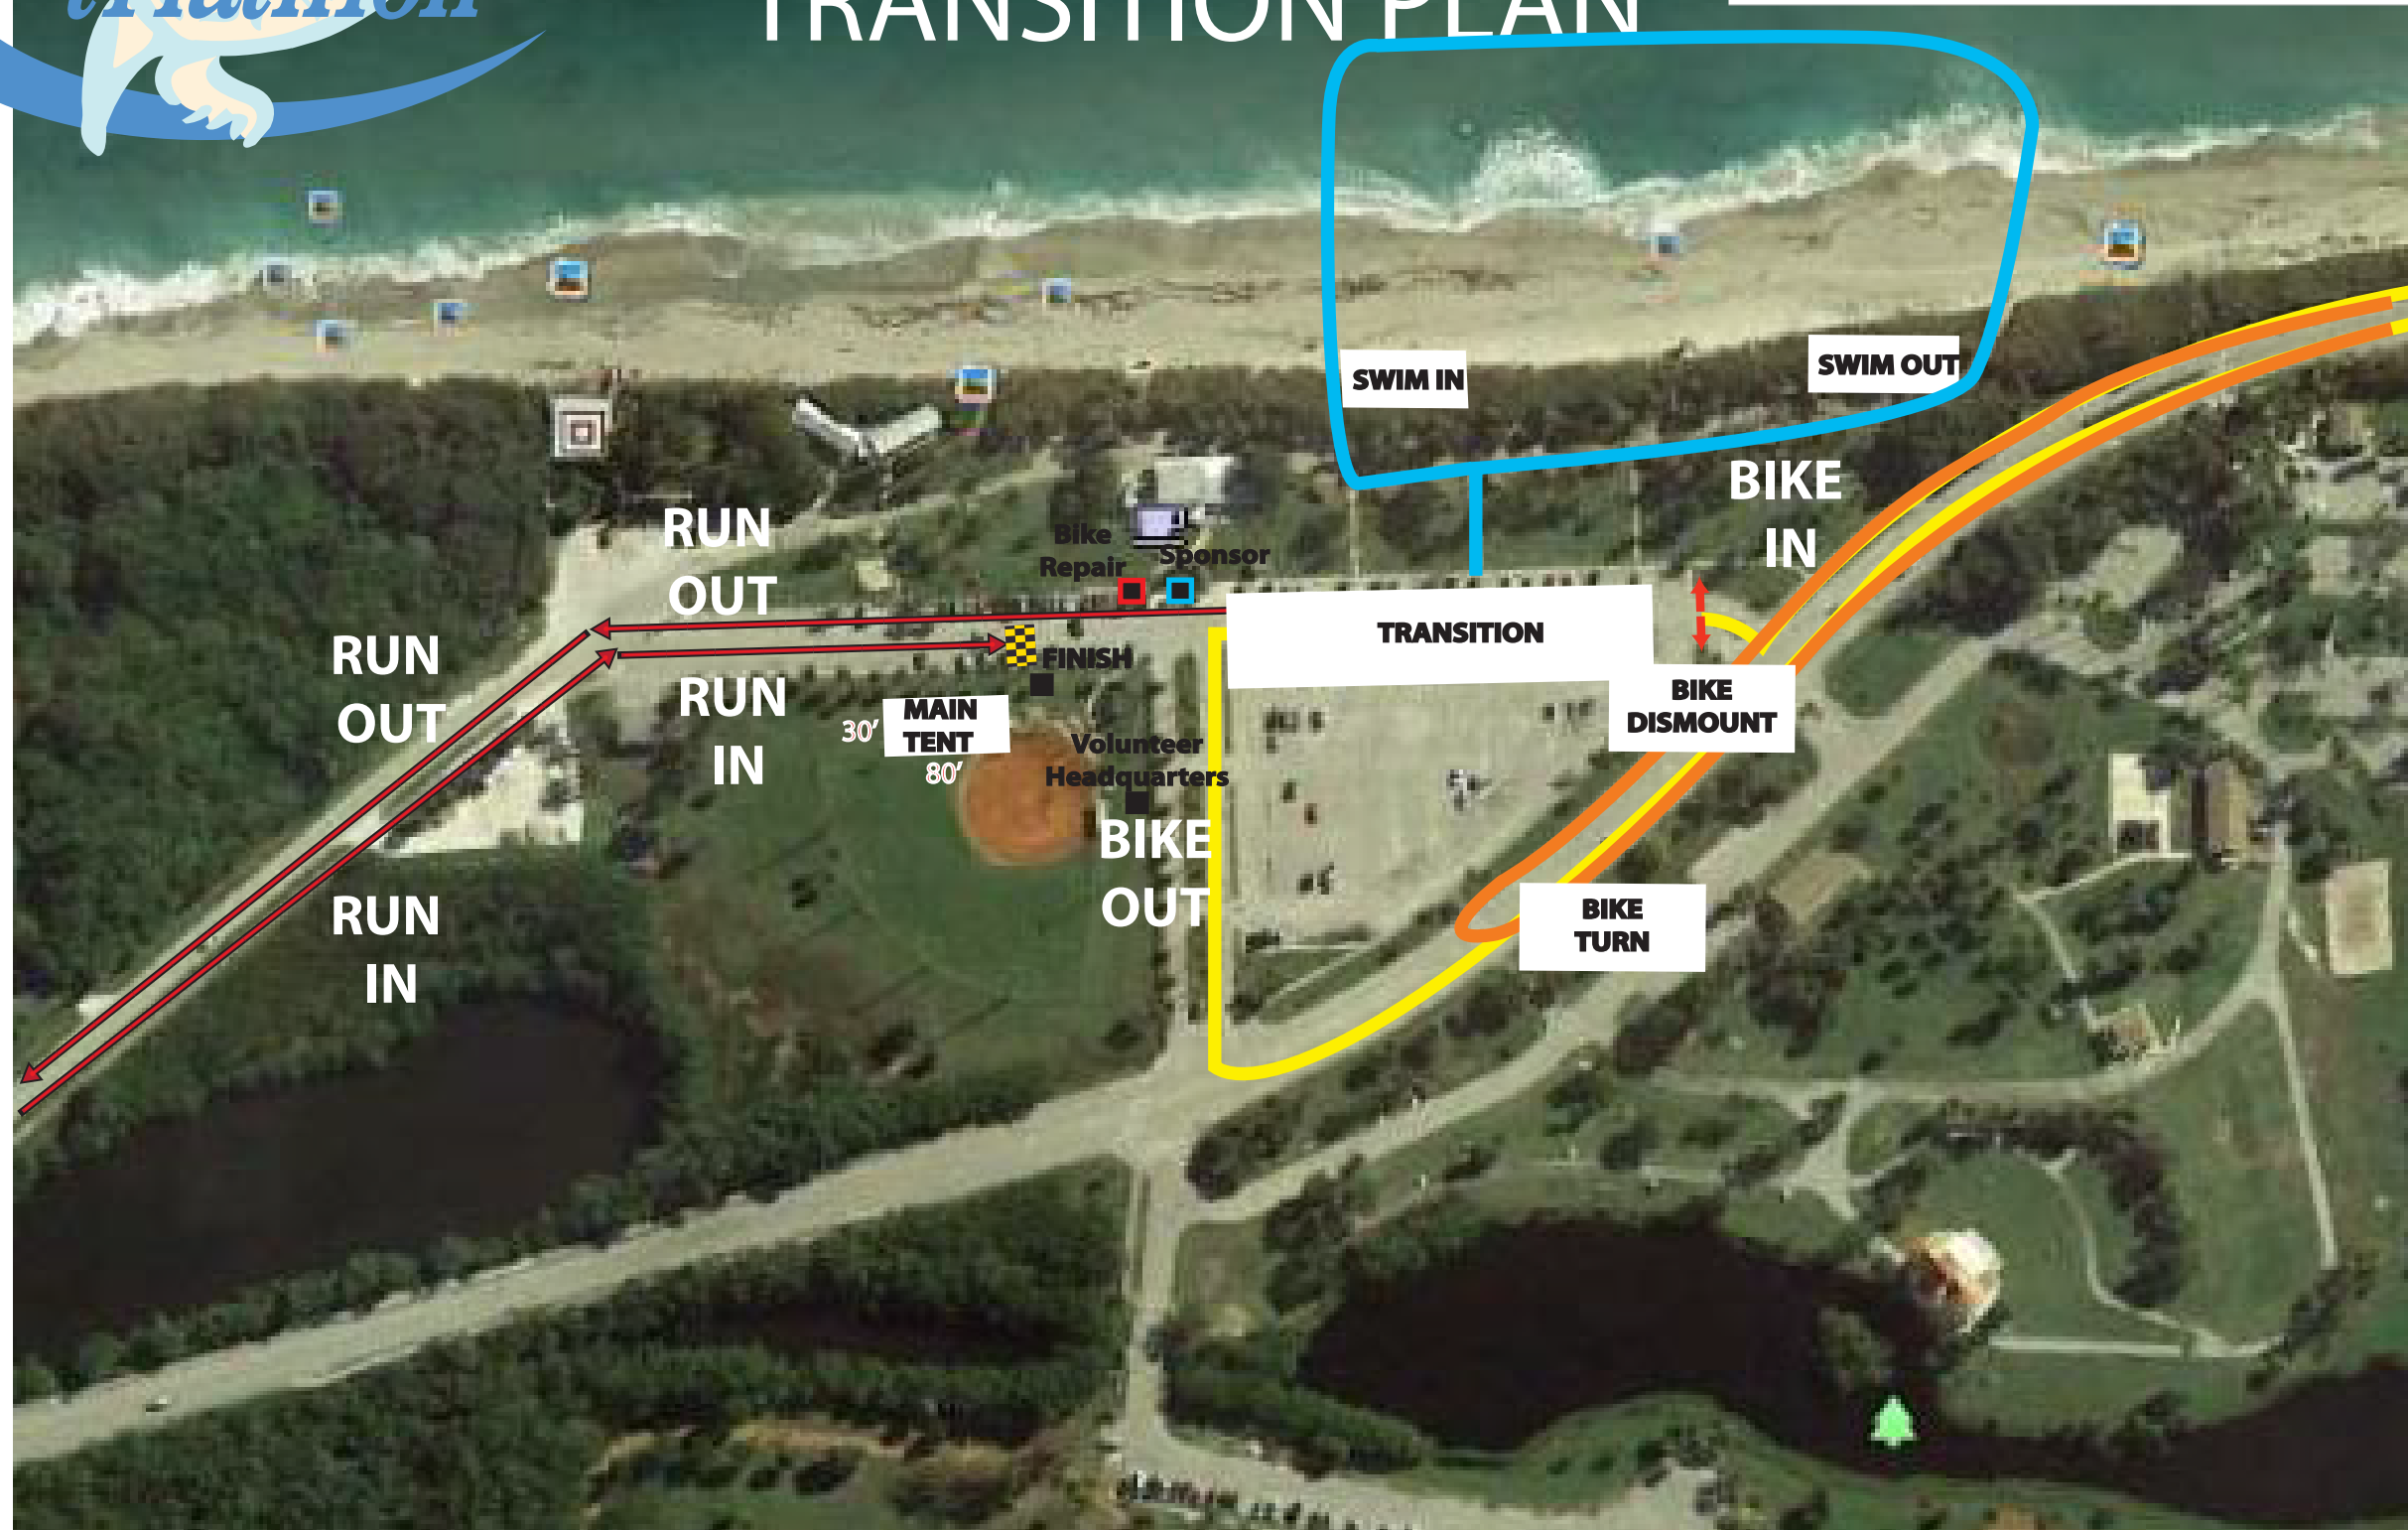 triathlon
TRANSITION PLAN
SWIM IN
SWIM OUT
BIKE
IN
RUN
OUT
Bike
Repair
Sponsor
TRANSITION
RUN
OUT
FINISH
RUN
IN
30’
MAIN
TENT
80’
BIKE
DISMOUNT
Volunteer
Headquarters
BIKE
OUT
BIKE
TURN
RUN
IN